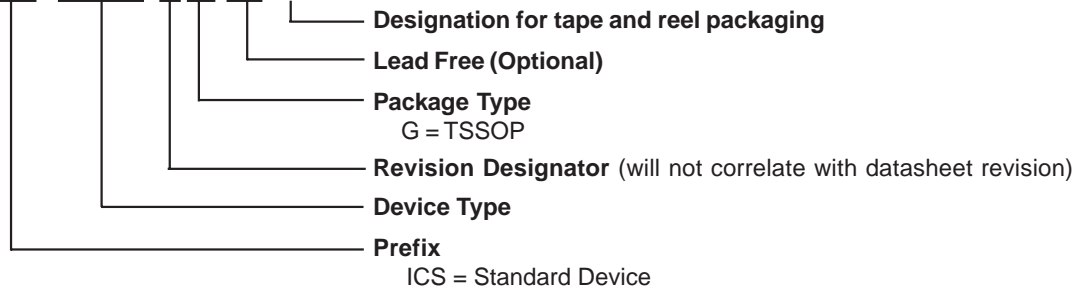 Designation for tape and reel packaging
Lead Free (Optional)
Package Type
G = TSSOP
Revision Designator (will not correlate with datasheet revision)
Device Type
Prefix
ICS = Standard Device